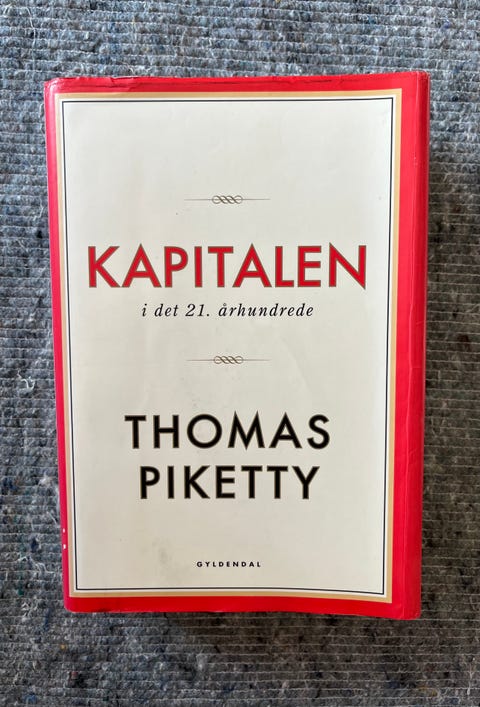 KAPITALEN
i det 21. århundrede
THOMAS
PIKETTY
GYLDENDAL